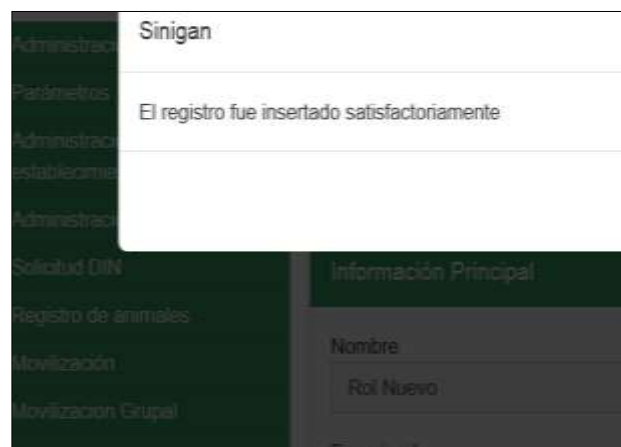 Sinigan
El registro fue insertado satisfactoriamente
Parámetros
Solicitud DIN
Registro de animales
Movilización
Movilizacion Grupal
Información Principal
Nombre
Rol Nuevo